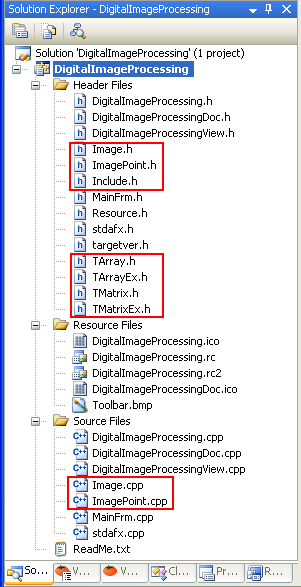 Solution Explorer - DigitalImageProcessing
Solution 'DigitalImageProcessing' (1 project)
DigitalImageProcessing
Header Files
DigitalImageProcessing.h
DigitalImageProcessingDoc.h
DigitalImageProcessingView.h
Image.h
ImagePoint.h
Include.h
MainFrm.h
Resource.h
stdafx.h
targetver.h
TArray.h
TArrayEx.h
TMatrix.h
TMatrixEx.h
Resource Files
DigitalImageProcessing.ico
DigitalImageProcessing.rc
DigitalImageProcessing.rc2
DigitalImageProcessingDoc.ico
Toolbar.bmp
Source Files
DigitalImageProcessing.cpp
DigitalImageProcessingDoc.cpp
DigitalImageProcessingView.cpp
Image.cpp
ImagePoint.cpp
MainFrm.cpp
stdafx.cpp
ReadMe.txt
So... V... V... Cl... Pr... R...